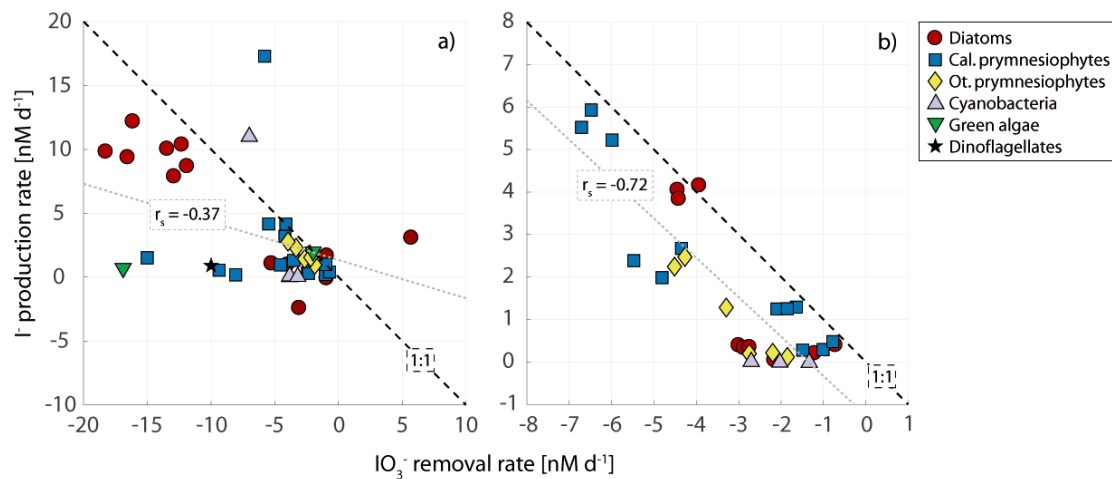 I⁻ production rate [nM d⁻¹]
20
15
10
5
0
-5
-10
a)
r_s = -0.37
1:1
-20 -15 -10 -5 0 5 10
8
7
6
5
4
3
2
1
0
-1
b)
r_s = -0.72
1:1
-8 -7 -6 -5 -4 -3 -2 -1 0 1
IO₃⁻ removal rate [nM d⁻¹]
Diatoms
Cal. prymnesiophytes
Ot. prymnesiophytes
Cyanobacteria
Green algae
Dinoflagellates